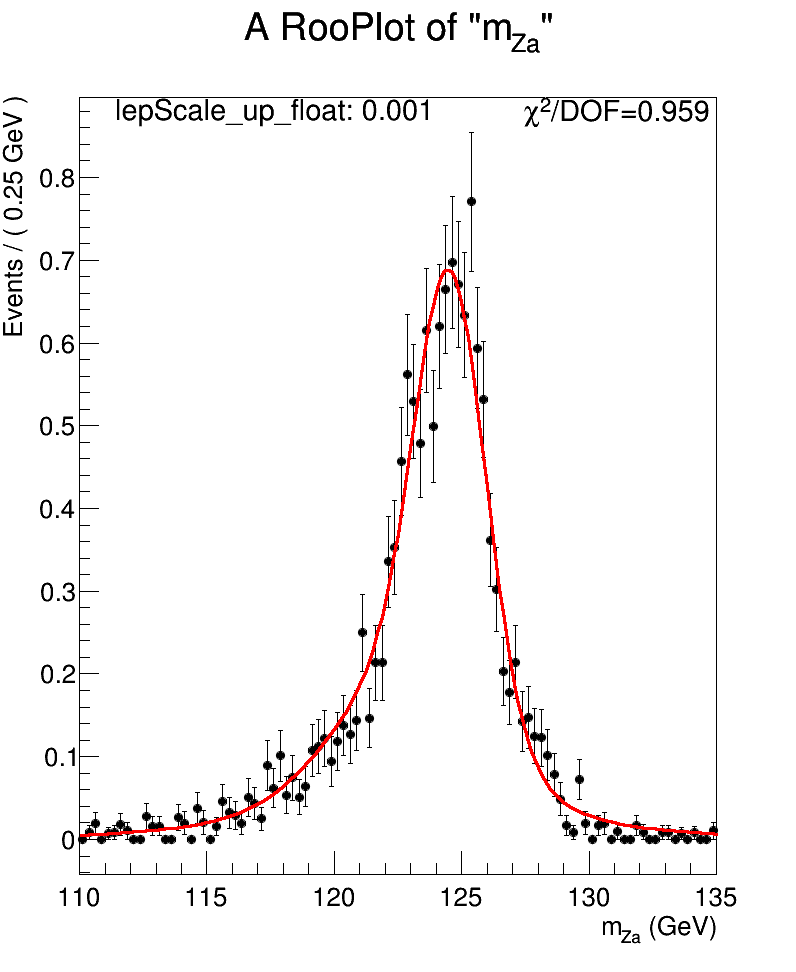 A RooPlot of "m_Za"
lepScale_up_float: 0.001
χ²/DOF=0.959
Events / ( 0.25 GeV )
0.8
0.7
0.6
0.5
0.4
0.3
0.2
0.1
0
110 115 120 125 130 135
m_Za (GeV)